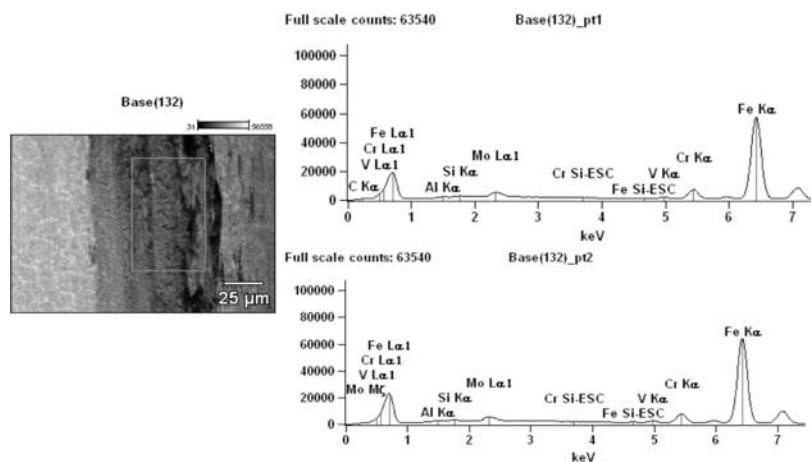 Base(132)
31 56558
25 µm
Full scale counts: 63540 Base(132)_pt1
100000
80000
60000
40000
20000
0
Fe Lα1
Cr Lα1
V Lα1
C Kα
Si Kα
Al Kα
Mo Lα1
Cr Si-ESC
Fe Si-ESC
V Kα
Cr Kα
Fe Kα
0 1 2 3 4 5 6 7
keV
Full scale counts: 63540 Base(132)_pt2
100000
80000
60000
40000
20000
0
Fe Lα1
Cr Lα1
V Lα1
Mo Mζ
Si Kα
Al Kα
Mo Lα1
Cr Si-ESC
Fe Si-ESC
V Kα
Cr Kα
Fe Kα
0 1 2 3 4 5 6 7
keV